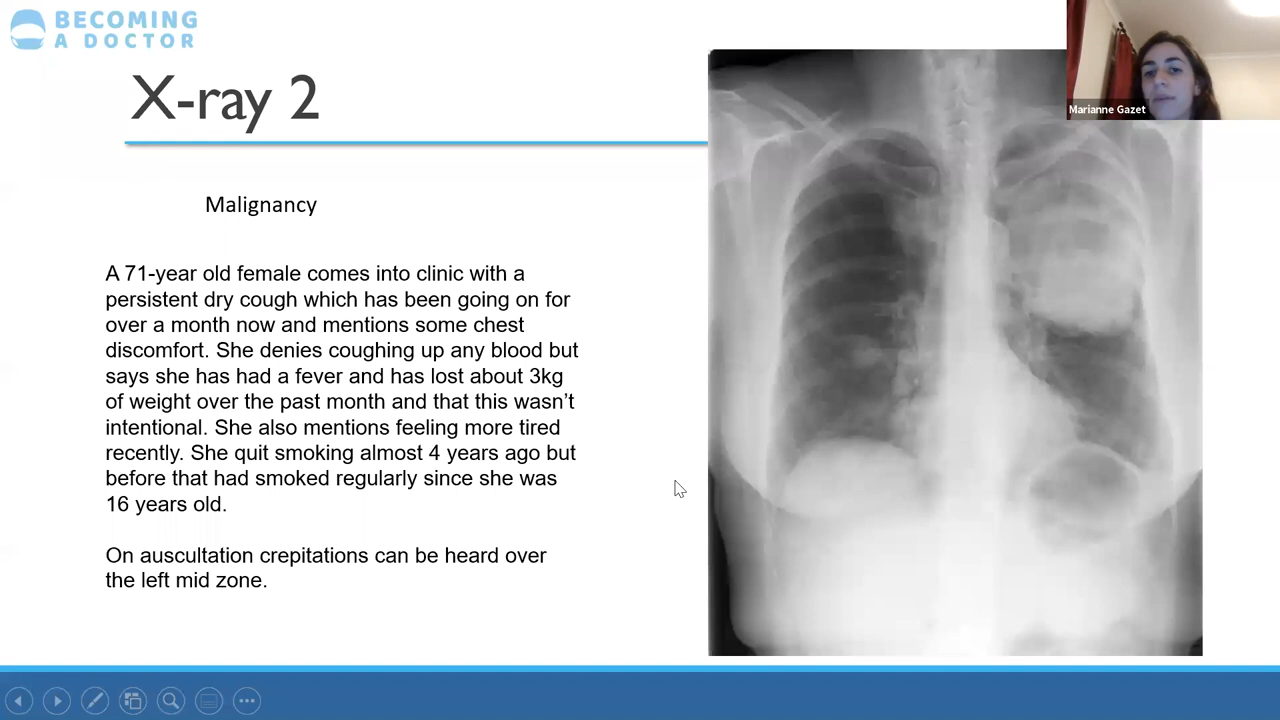 BECOMING
A DOCTOR
X-ray 2
Marianne Gazet
Malignancy
A 71-year old female comes into clinic with a
persistent dry cough which has been going on for
over a month now and mentions some chest
discomfort. She denies coughing up any blood but
says she has had a fever and has lost about 3kg
of weight over the past month and that this wasn’t
intentional. She also mentions feeling more tired
recently. She quit smoking almost 4 years ago but
before that had smoked regularly since she was
16 years old.
On auscultation crepitations can be heard over
the left mid zone.